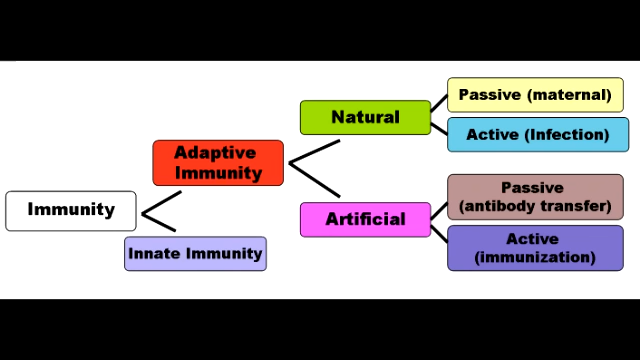 Immunity
Adaptive
Immunity
Innate Immunity
Natural
Artificial
Passive (maternal)
Active (Infection)
Passive
(antibody transfer)
Active
(immunization)